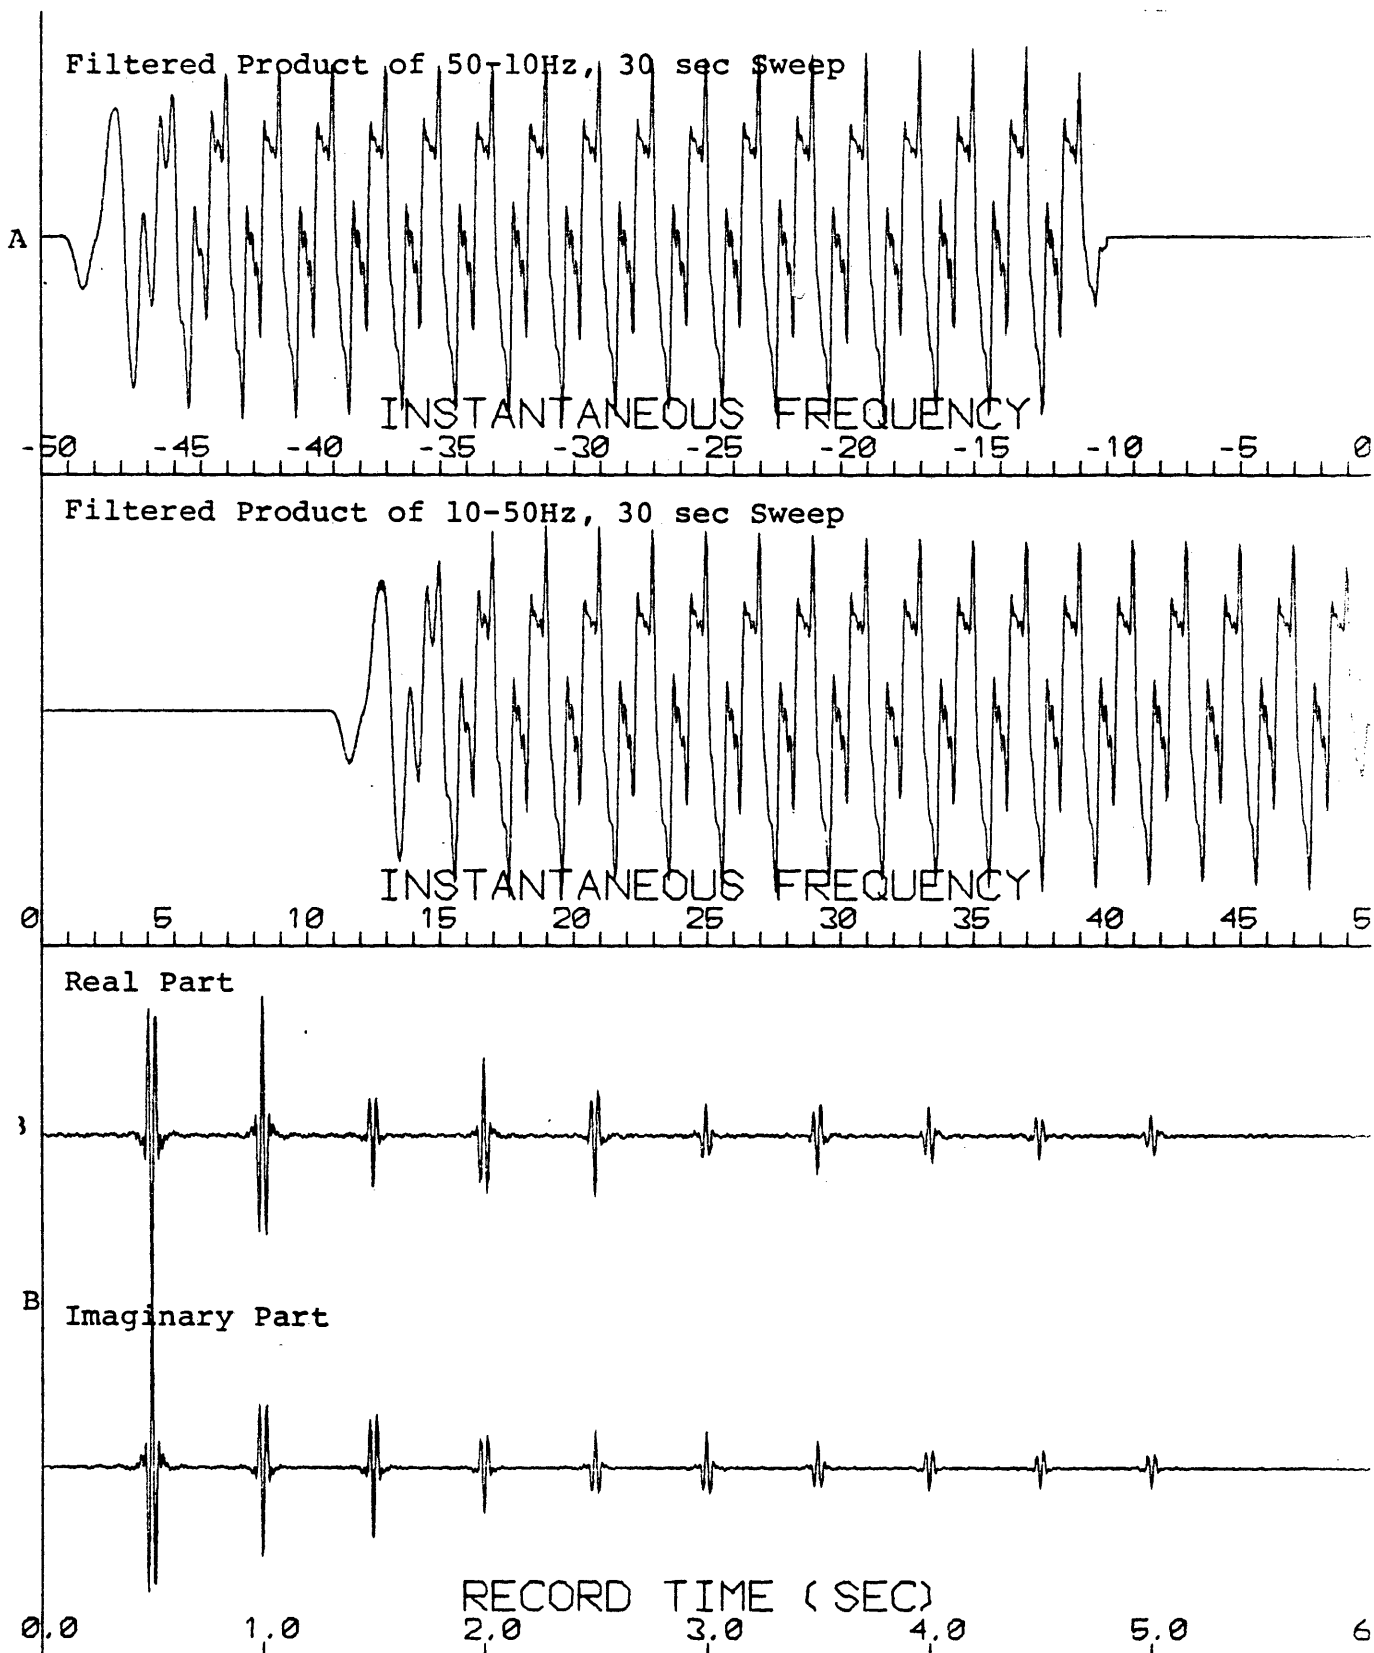 Filtered Product of 50-10Hz, 30 sec Sweep
A
INSTANTANEOUS FREQUENCY
-50 -45 -40 -35 -30 -25 -20 -15 -10 -5 0
Filtered Product of 10-50Hz, 30 sec Sweep
INSTANTANEOUS FREQUENCY
0 5 10 15 20 25 30 35 40 45 5
Real Part
B
Imaginary Part
RECORD TIME (SEC)
0.0 1.0 2.0 3.0 4.0 5.0 6